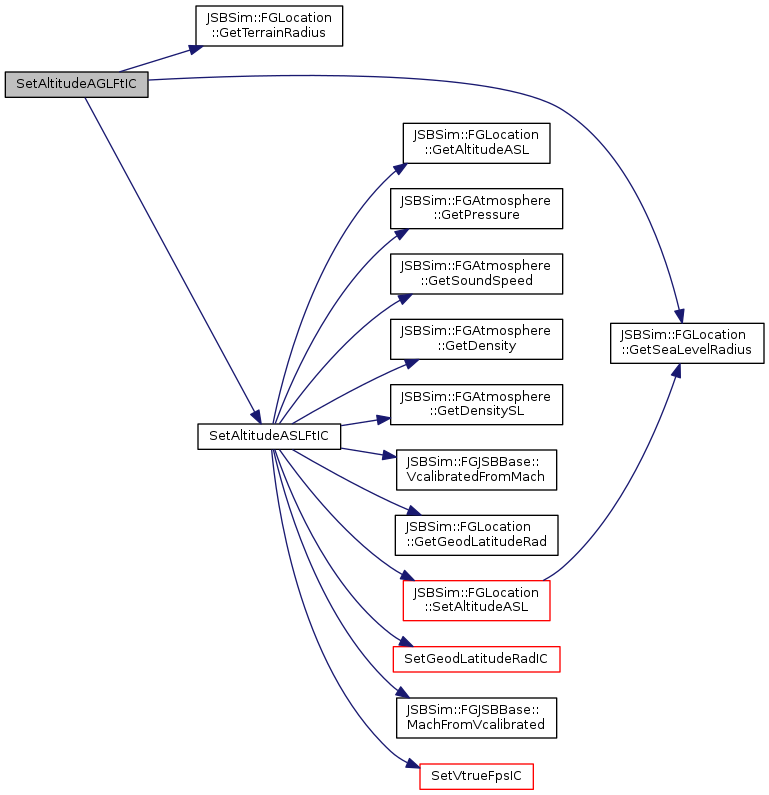 JSBSim::FGLocation
::GetTerrainRadius
SetAltitudeAGLFtIC
JSBSim::FGLocation
::GetAltitudeASL
JSBSim::FGAtmosphere
::GetPressure
JSBSim::FGAtmosphere
::GetSoundSpeed
JSBSim::FGAtmosphere
::GetDensity
JSBSim::FGLocation
::GetSeaLevelRadius
JSBSim::FGAtmosphere
::GetDensitySL
SetAltitudeASLFtIC
JSBSim::FGJSBBase::
VcalibratedFromMach
JSBSim::FGLocation
::GetGeodLatitudeRad
JSBSim::FGLocation
::SetAltitudeASL
SetGeodLatitudeRadIC
JSBSim::FGJSBBase::
MachFromVcalibrated
SetVtrueFpsIC